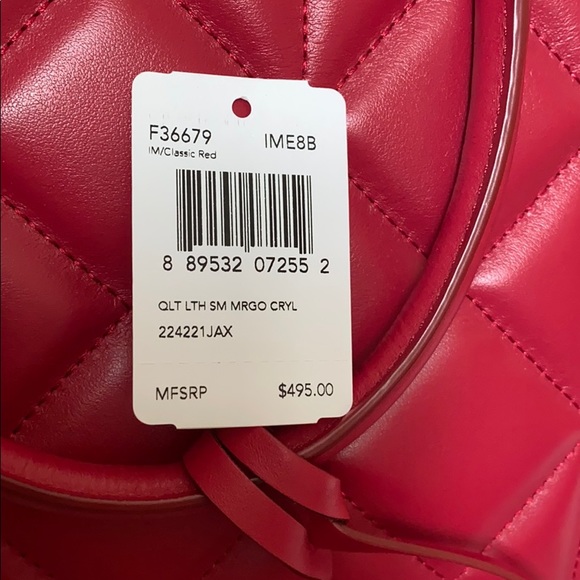 F36679 IME8B
IM/Classic Red
8 89532 07255 2
QLT LTH SM MRGO CRYL
224221JAX
MFSRP $495.00